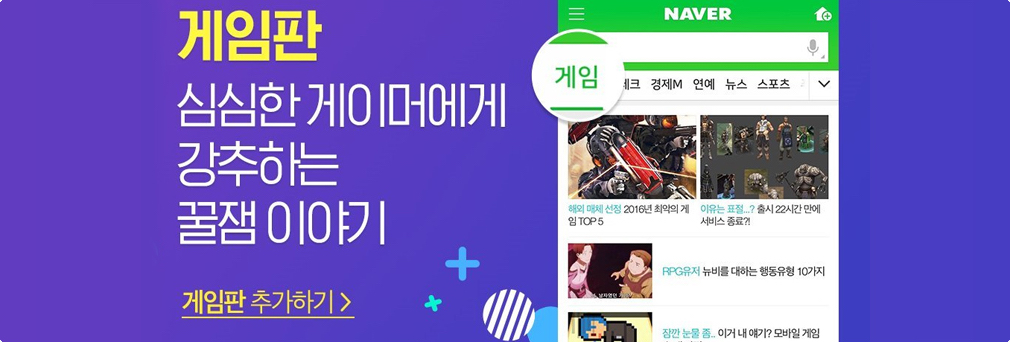 게임판
심심한 게이머에게
강추하는
꿀잼 이야기
게임판 추가하기 >
NAVER
게임
테크 경제M 연예 뉴스 스포츠
해외 매체 선정 2016년 최악의 게
임 TOP 5
이유는 표절...? 출시 22시간 만에
서비스 종료?!
RPG유저 뉴비를 대하는 행동유형 10가지
잠깐 눈물 좀.. 이거 내 얘기? 모바일 게임